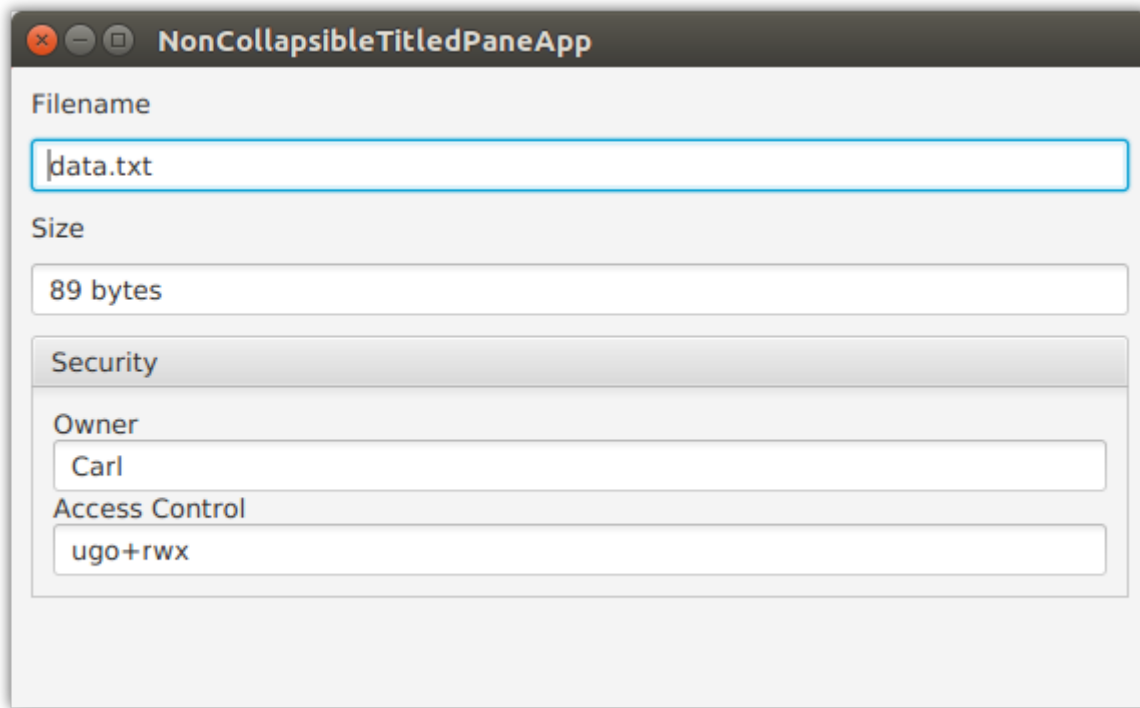 NonCollapsibleTitledPaneApp
Filename
data.txt
Size
89 bytes
Security
Owner
Carl
Access Control
ugo+rwx